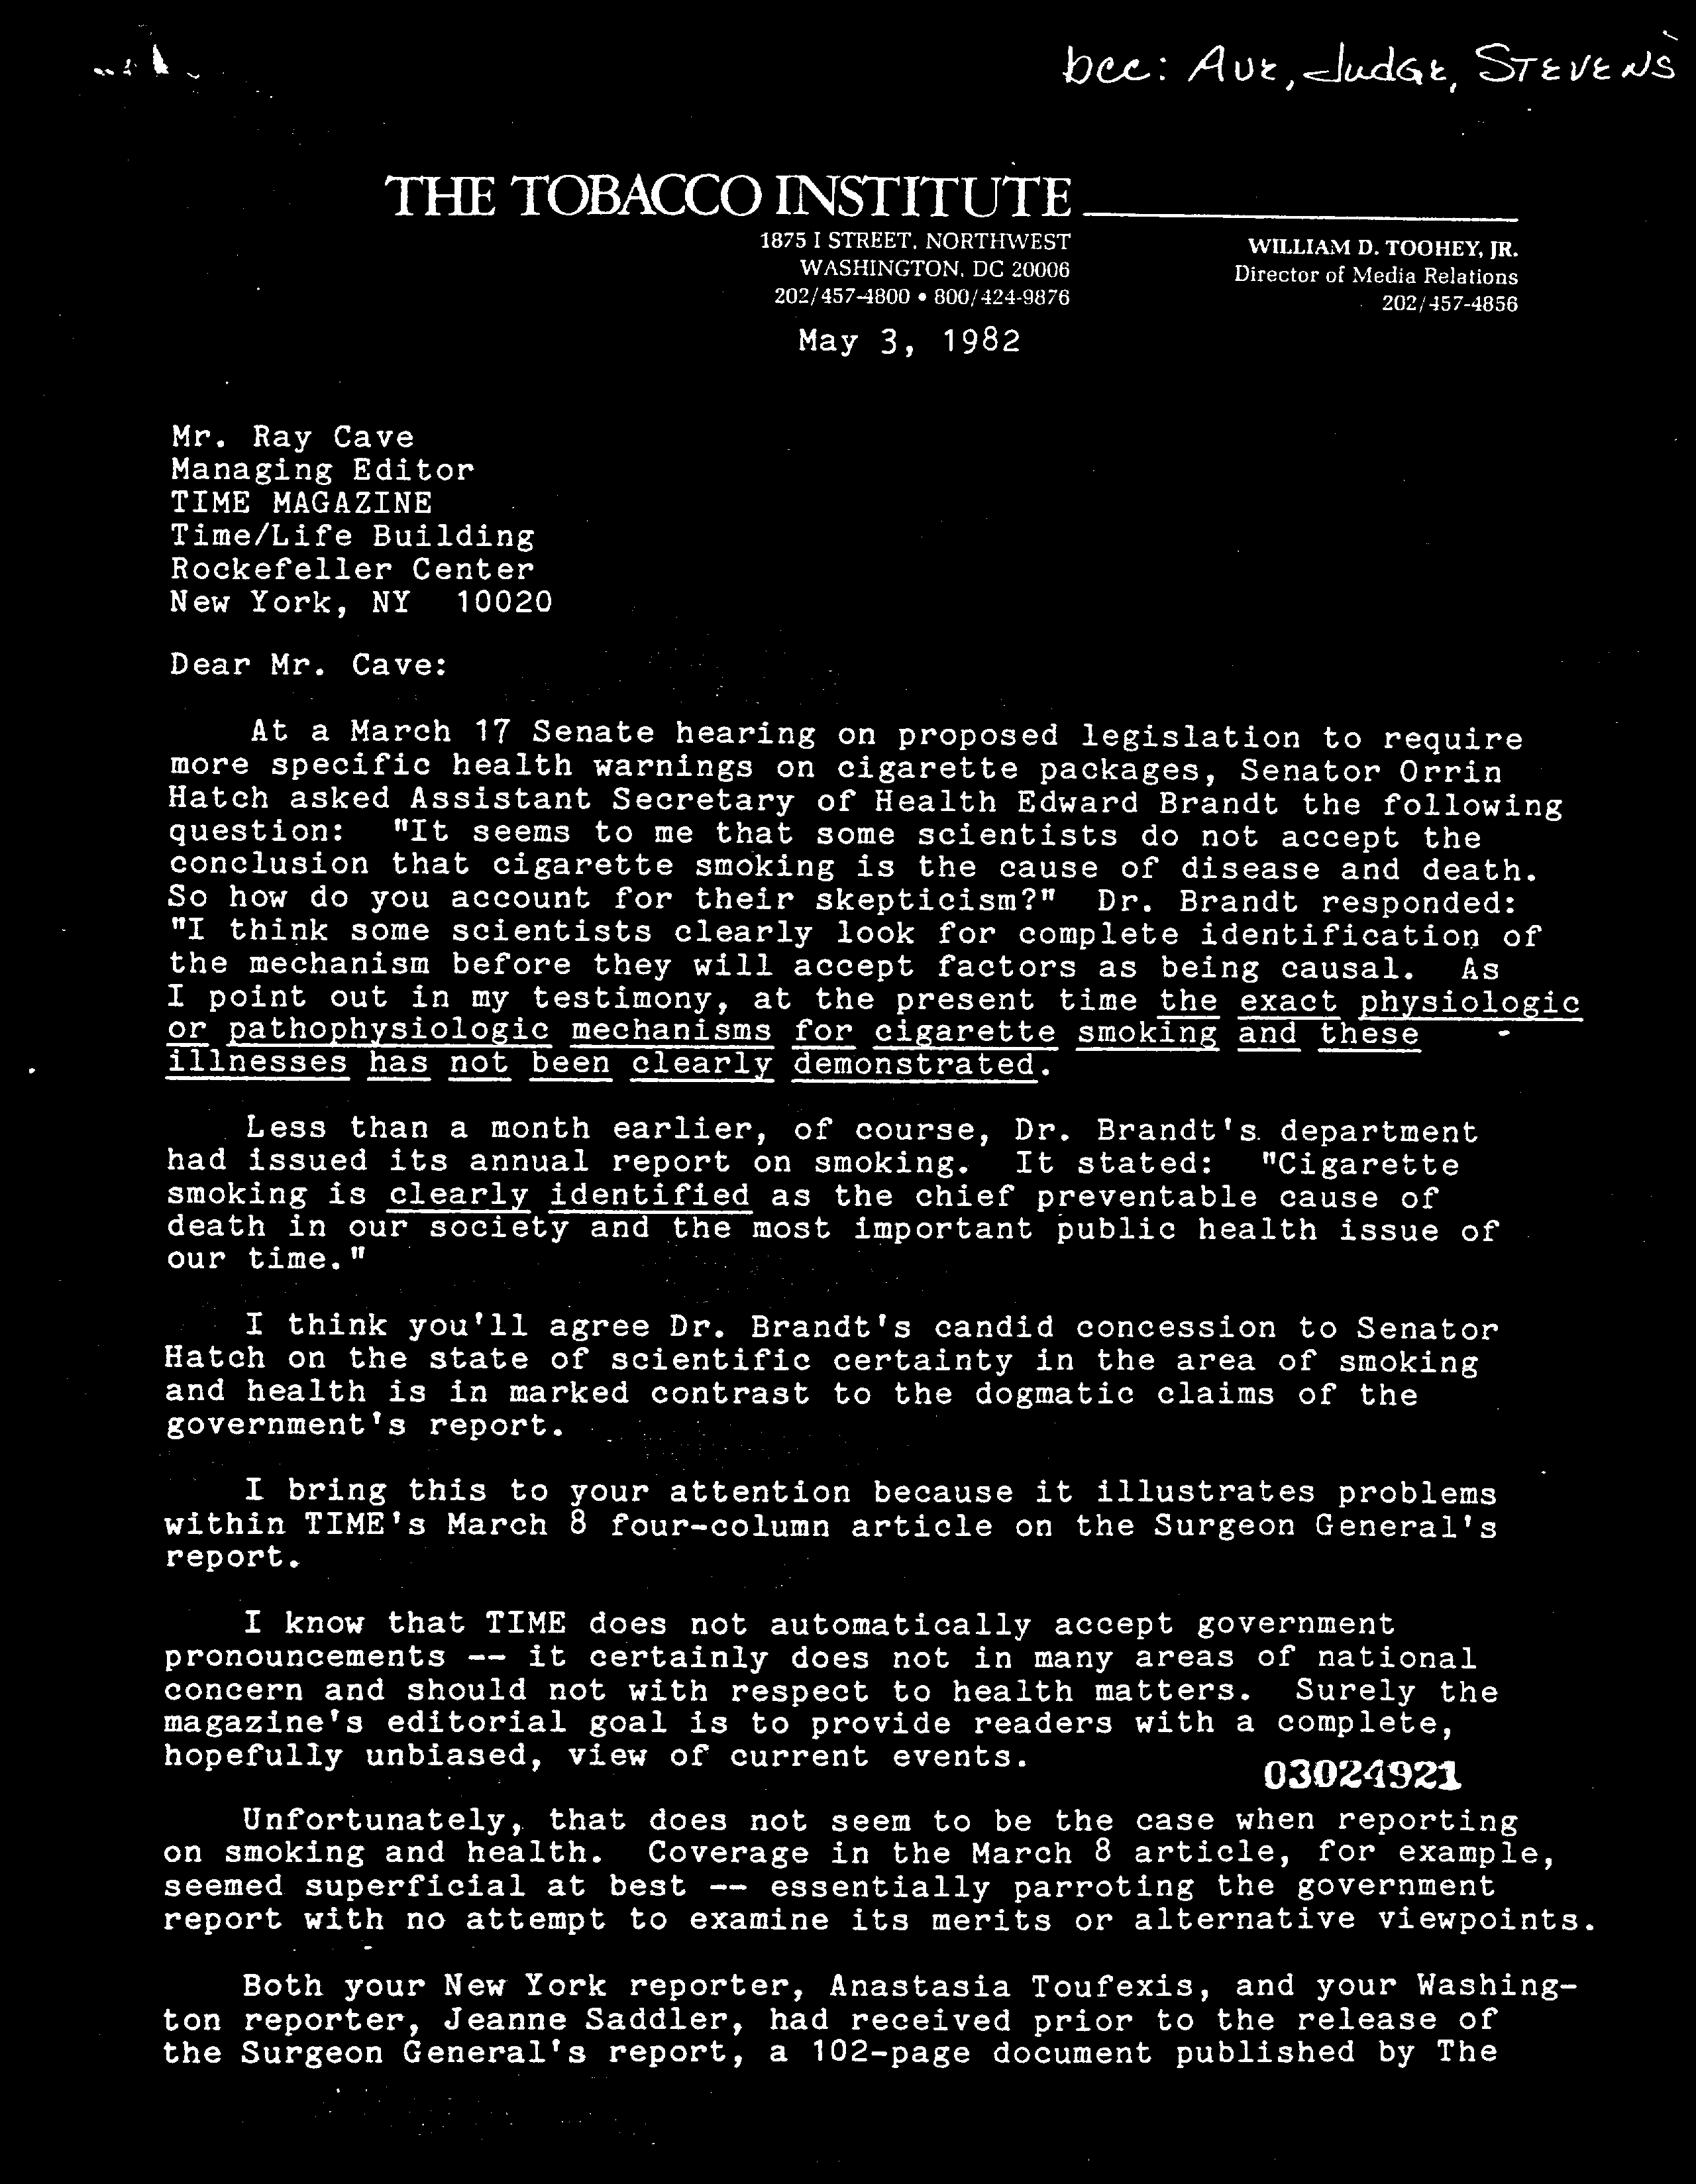 bcc: Ave, Judge, Stevens
THE TOBACCO INSTITUTE
1875 I STREET, NORTHWEST
WASHINGTON, DC 20006
202/457-4800 • 800/424-9876
WILLIAM D. TOOHEY, JR.
Director of Media Relations
202/457-4856
May 3, 1982
Mr. Ray Cave
Managing Editor
TIME MAGAZINE
Time/Life Building
Rockefeller Center
New York, NY  10020
Dear Mr. Cave:
At a March 17 Senate hearing on proposed legislation to require
more specific health warnings on cigarette packages, Senator Orrin
Hatch asked Assistant Secretary of Health Edward Brandt the following
question:  "It seems to me that some scientists do not accept the
conclusion that cigarette smoking is the cause of disease and death.
So how do you account for their skepticism?"  Dr. Brandt responded:
"I think some scientists clearly look for complete identification of
the mechanism before they will accept factors as being causal.  As
I point out in my testimony, at the present time the exact physiologic
or pathophysiologic mechanisms for cigarette smoking and these
illnesses has not been clearly demonstrated.
Less than a month earlier, of course, Dr. Brandt's department
had issued its annual report on smoking.  It stated:  "Cigarette
smoking is clearly identified as the chief preventable cause of
death in our society and the most important public health issue of
our time."
I think you'll agree Dr. Brandt's candid concession to Senator
Hatch on the state of scientific certainty in the area of smoking
and health is in marked contrast to the dogmatic claims of the
government's report.
I bring this to your attention because it illustrates problems
within TIME's March 8 four-column article on the Surgeon General's
report.
I know that TIME does not automatically accept government
pronouncements -- it certainly does not in many areas of national
concern and should not with respect to health matters.  Surely the
magazine's editorial goal is to provide readers with a complete,
hopefully unbiased, view of current events.
03024921
Unfortunately, that does not seem to be the case when reporting
on smoking and health.  Coverage in the March 8 article, for example,
seemed superficial at best -- essentially parroting the government
report with no attempt to examine its merits or alternative viewpoints.
Both your New York reporter, Anastasia Toufexis, and your Washing-
ton reporter, Jeanne Saddler, had received prior to the release of
the Surgeon General's report, a 102-page document published by The